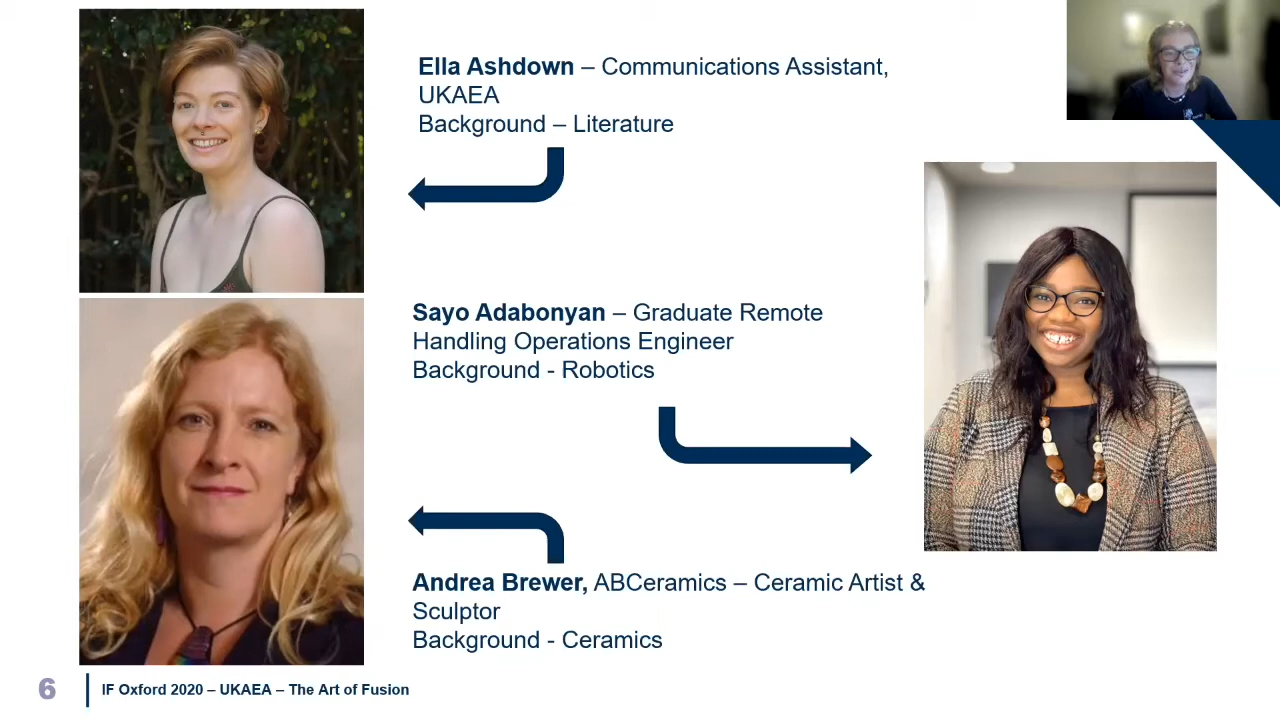 Ella Ashdown – Communications Assistant,
UKAEA
Background – Literature
Sayo Adabonyan – Graduate Remote
Handling Operations Engineer
Background - Robotics
Andrea Brewer, ABCeramics – Ceramic Artist &
Sculptor
Background - Ceramics
6
IF Oxford 2020 – UKAEA – The Art of Fusion